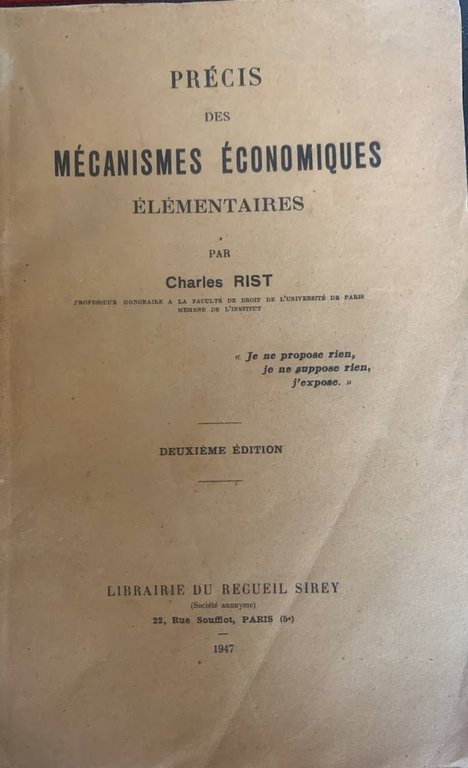 PRÉCIS
DES
MÉCANISMES ÉCONOMIQUES
ÉLÉMENTAIRES
PAR
Charles RIST
PROFESSEUR HONORAIRE A LA FACULTÉ DE DROIT DE L'UNIVERSITÉ DE PARIS
MEMBRE DE L'INSTITUT
« Je ne propose rien,
je ne suppose rien,
j'expose. »
DEUXIÈME ÉDITION
LIBRAIRIE DU RECUEIL SIREY
(Société anonyme)
22, Rue Soufflot, PARIS (5e)
1947